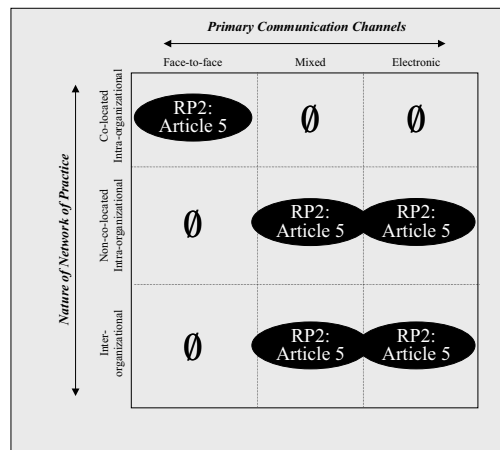 Primary Communication Channels
Face-to-face Mixed Electronic
Nature of Network of Practice
Co-located
Intra-organizational
RP2:
Article 5
Ø
Ø
Non-co-located
Intra-organizational
Ø
RP2:
Article 5
RP2:
Article 5
Inter-
organizational
Ø
RP2:
Article 5
RP2:
Article 5